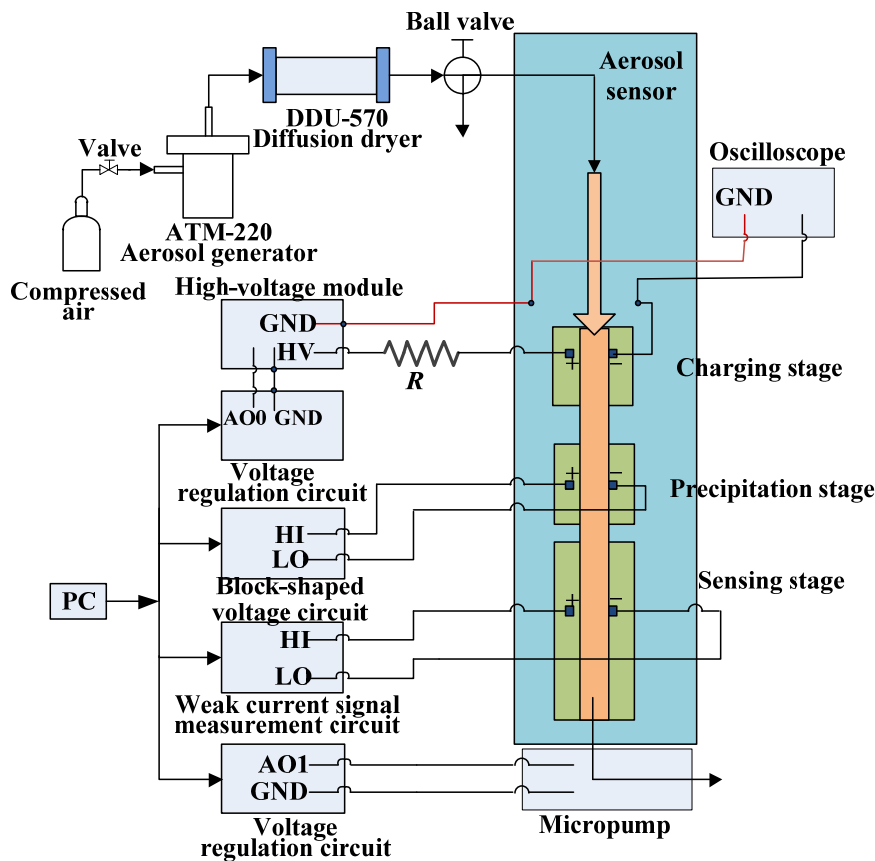 Ball valve
Aerosol
sensor
DDU-570
Diffusion dryer
Valve
Oscilloscope
GND
ATM-220
Aerosol generator
Compressed
air
High-voltage module
GND
HV
R
+
−
Charging stage
AO0 GND
Voltage
regulation circuit
+
−
Precipitation stage
HI
LO
Block-shaped
voltage circuit
Sensing stage
+
−
PC
HI
LO
Weak current signal
measurement circuit
AO1
GND
Voltage
regulation circuit
Micropump